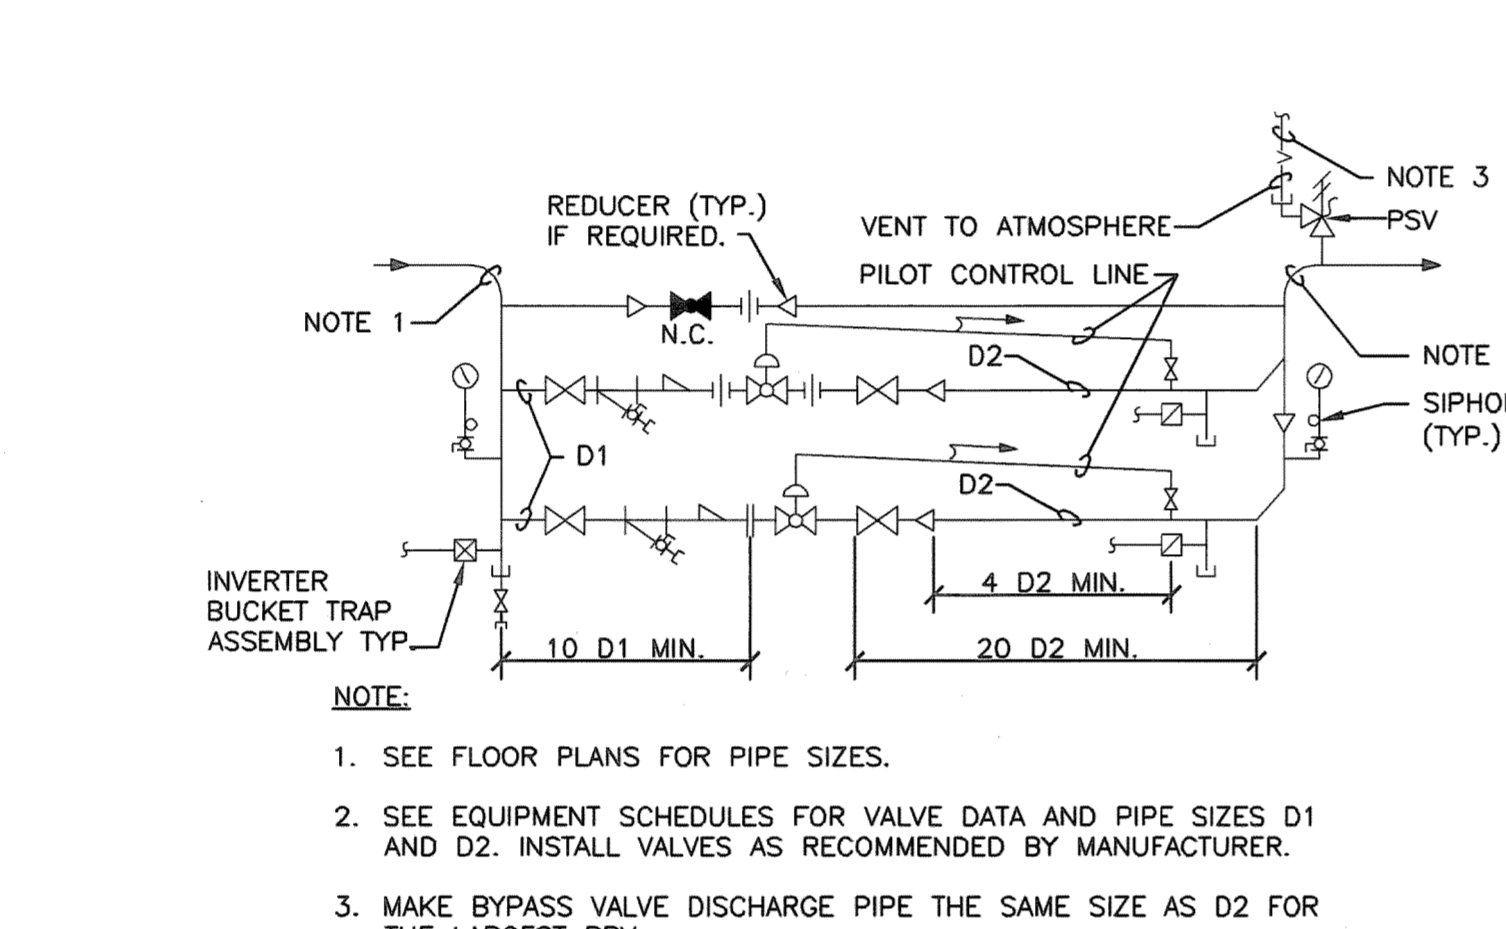 NOTE 3
REDUCER (TYP.)
IF REQUIRED.
VENT TO ATMOSPHERE
PSV
PILOT CONTROL LINE
NOTE 1
N.C.
D2
NOTE
SIPHO
(TYP.)
D1
D2
INVERTER
BUCKET TRAP
ASSEMBLY TYP.
4 D2 MIN.
10 D1 MIN.
20 D2 MIN.
NOTE:
1. SEE FLOOR PLANS FOR PIPE SIZES.
2. SEE EQUIPMENT SCHEDULES FOR VALVE DATA AND PIPE SIZES D1
AND D2. INSTALL VALVES AS RECOMMENDED BY MANUFACTURER.
3. MAKE BYPASS VALVE DISCHARGE PIPE THE SAME SIZE AS D2 FOR